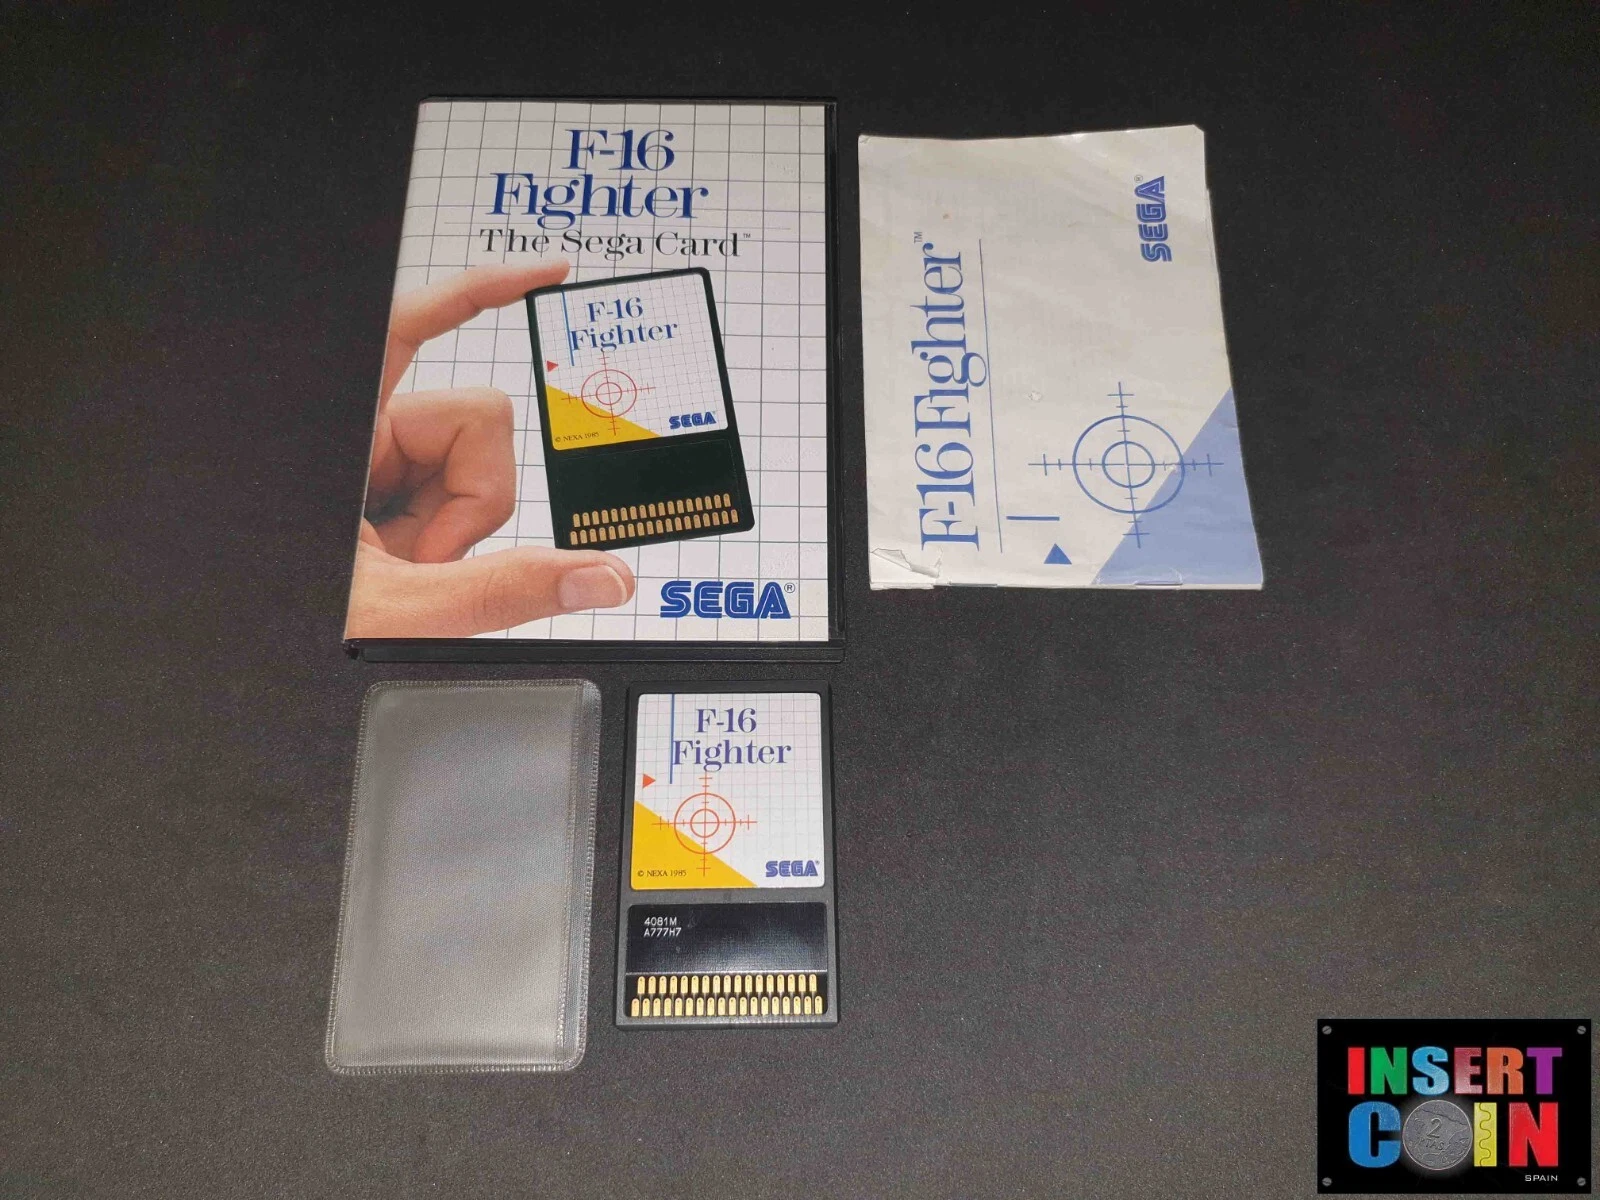 F-16
Fighter
The Sega Card™
F-16
Fighter
© NEXA 1985
SEGA
SEGA®
F-16 Fighter™
SEGA®
F-16
Fighter
© NEXA 1985
SEGA
4081M
A777H7
INSERT
COIN
SPAIN